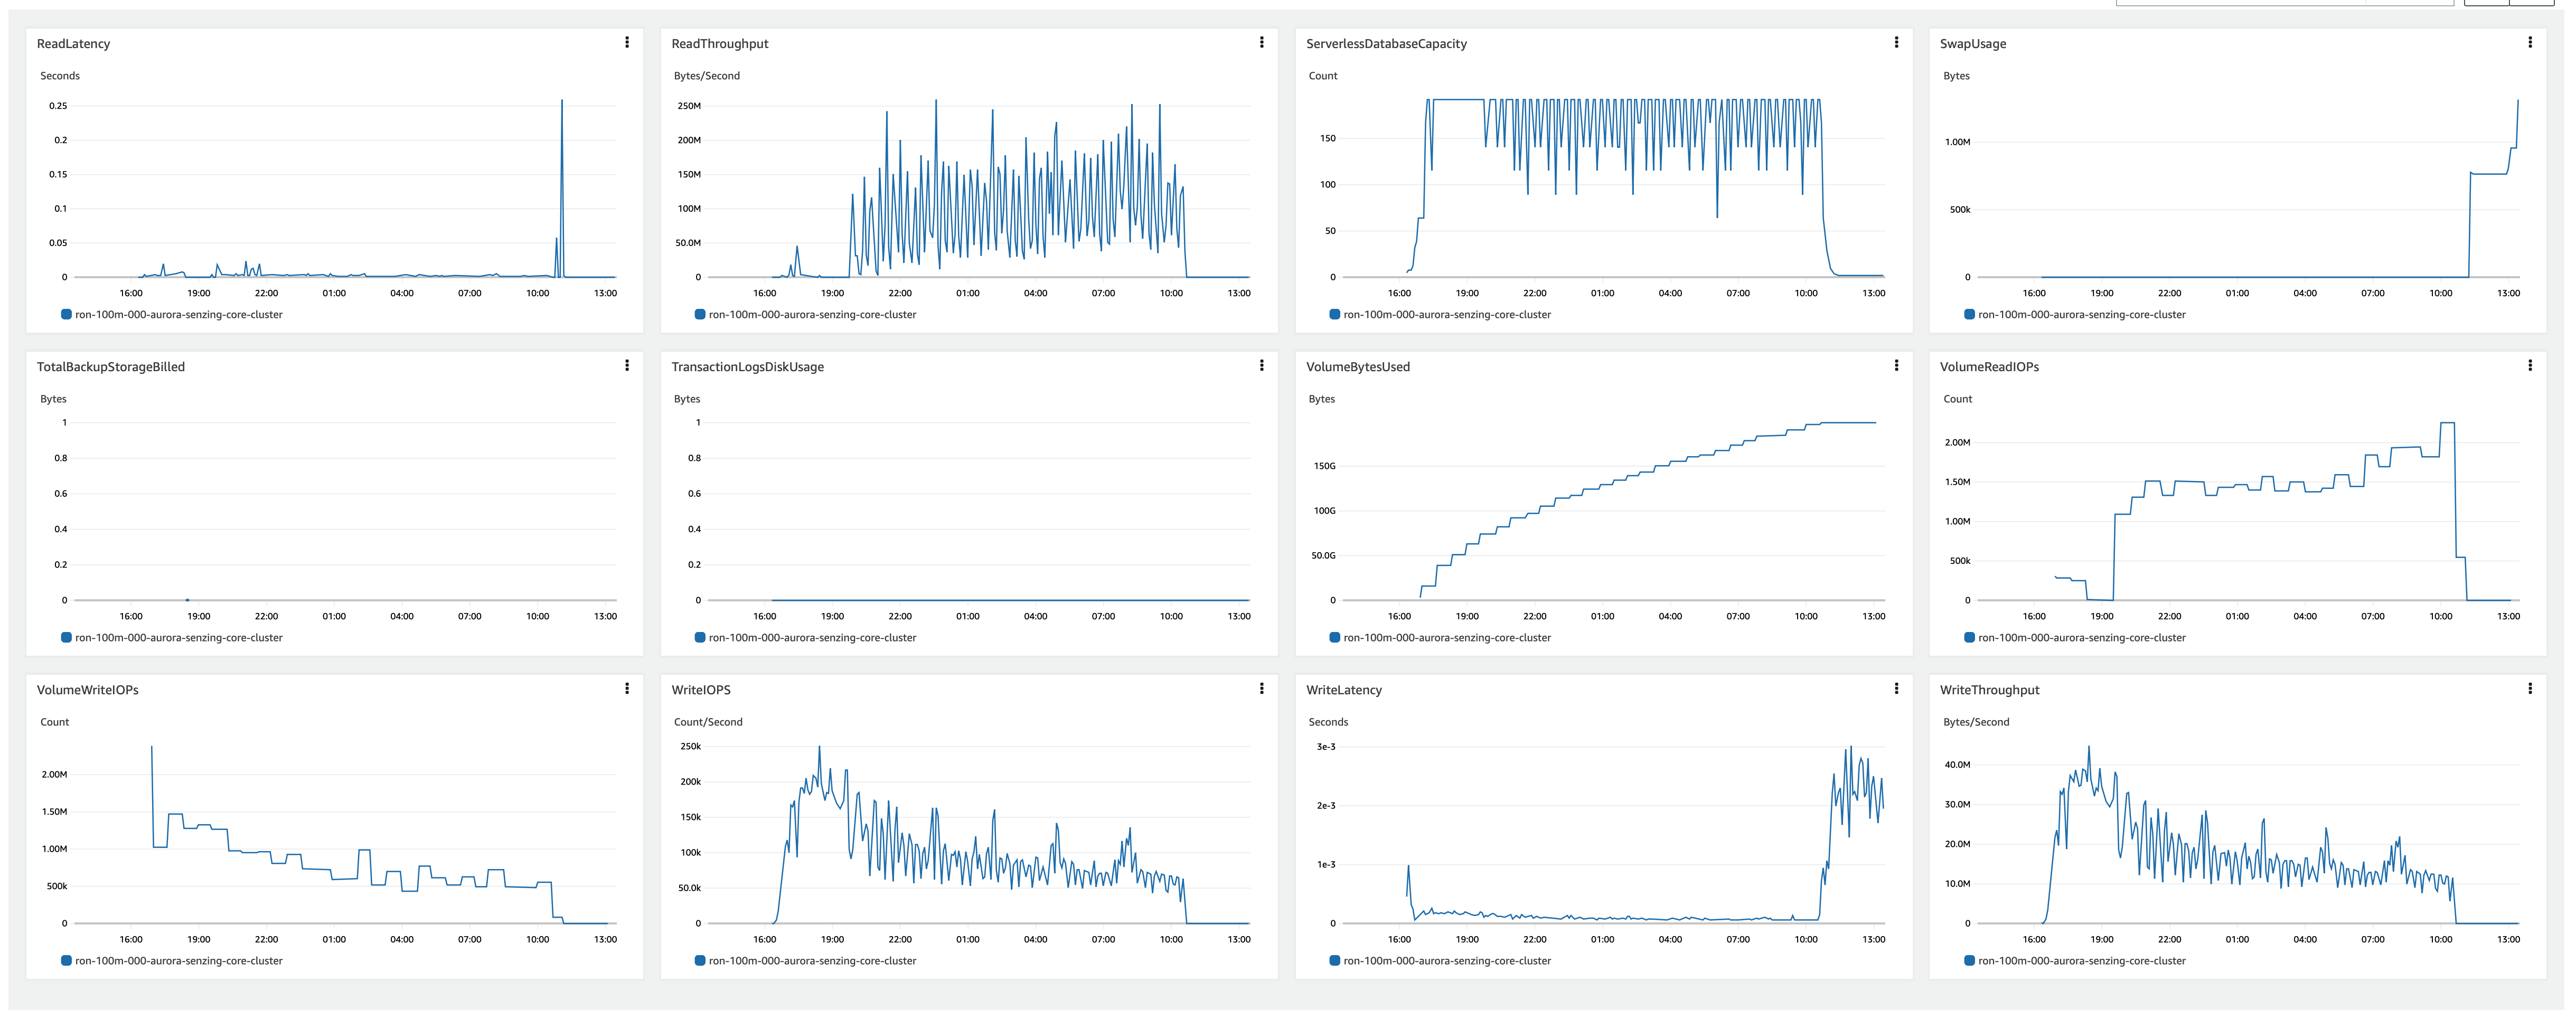 ReadLatency
Seconds
0.25
0.2
0.15
0.1
0.05
0
16:00 19:00 22:00 01:00 04:00 07:00 10:00 13:00
ron-100m-000-aurora-senzing-core-cluster
ReadThroughput
Bytes/Second
250M
200M
150M
100M
50.0M
0
16:00 19:00 22:00 01:00 04:00 07:00 10:00 13:00
ron-100m-000-aurora-senzing-core-cluster
ServerlessDatabaseCapacity
Count
150
100
50
0
16:00 19:00 22:00 01:00 04:00 07:00 10:00 13:00
ron-100m-000-aurora-senzing-core-cluster
SwapUsage
Bytes
1.00M
500k
0
16:00 19:00 22:00 01:00 04:00 07:00 10:00 13:00
ron-100m-000-aurora-senzing-core-cluster
TotalBackupStorageBilled
Bytes
1
0.8
0.6
0.4
0.2
0
16:00 19:00 22:00 01:00 04:00 07:00 10:00 13:00
ron-100m-000-aurora-senzing-core-cluster
TransactionLogsDiskUsage
Bytes
1
0.8
0.6
0.4
0.2
0
16:00 19:00 22:00 01:00 04:00 07:00 10:00 13:00
ron-100m-000-aurora-senzing-core-cluster
VolumeBytesUsed
Bytes
150G
100G
50.0G
0
16:00 19:00 22:00 01:00 04:00 07:00 10:00 13:00
ron-100m-000-aurora-senzing-core-cluster
VolumeReadIOPs
Count
2.00M
1.50M
1.00M
500k
0
16:00 19:00 22:00 01:00 04:00 07:00 10:00 13:00
ron-100m-000-aurora-senzing-core-cluster
VolumeWriteIOPs
Count
2.00M
1.50M
1.00M
500k
0
16:00 19:00 22:00 01:00 04:00 07:00 10:00 13:00
ron-100m-000-aurora-senzing-core-cluster
WriteIOPS
Count/Second
250k
200k
150k
100k
50.0k
0
16:00 19:00 22:00 01:00 04:00 07:00 10:00 13:00
ron-100m-000-aurora-senzing-core-cluster
WriteLatency
Seconds
3e-3
2e-3
1e-3
0
16:00 19:00 22:00 01:00 04:00 07:00 10:00 13:00
ron-100m-000-aurora-senzing-core-cluster
WriteThroughput
Bytes/Second
40.0M
30.0M
20.0M
10.0M
0
16:00 19:00 22:00 01:00 04:00 07:00 10:00 13:00
ron-100m-000-aurora-senzing-core-cluster